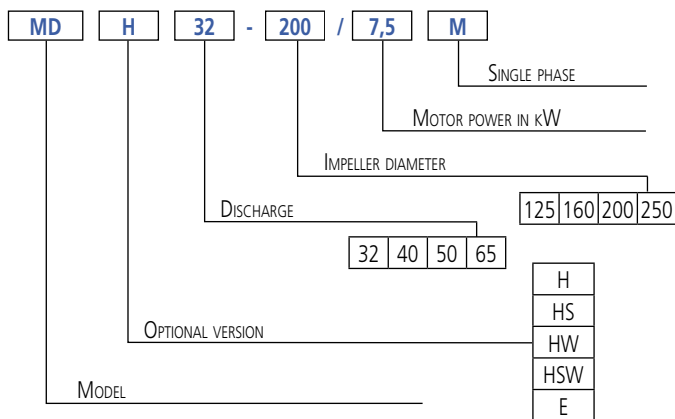 MD H 32 - 200 / 7,5 M
SINGLE PHASE
MOTOR POWER IN kW
IMPELLER DIAMETER
125 160 200 250
DISCHARGE
32 40 50 65
H
HS
OPTIONAL VERSION
HW
HSW
MODEL
E